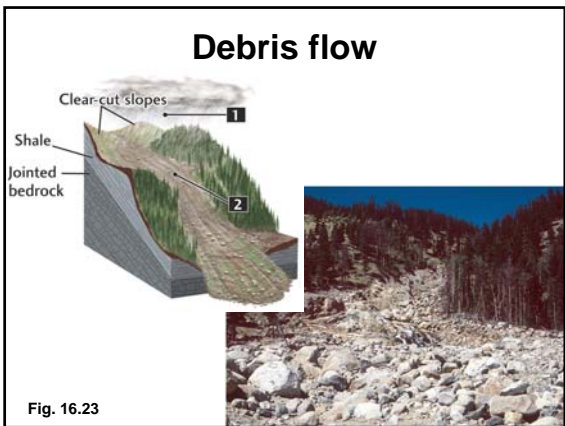 Debris flow
Clear-cut slopes
1
Shale
Jointed
bedrock
2
Fig. 16.23